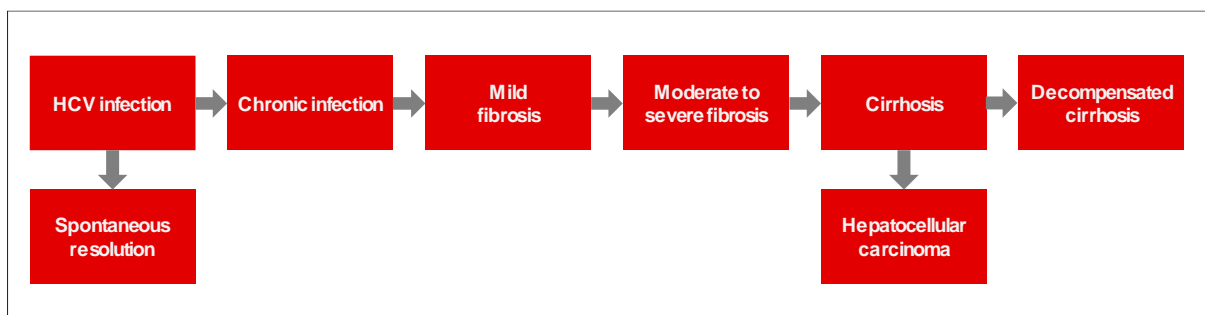 HCV infection
Chronic infection
Mild
fibrosis
Moderate to
severe fibrosis
Cirrhosis
Decompensated
cirrhosis
Spontaneous
resolution
Hepatocellular
carcinoma